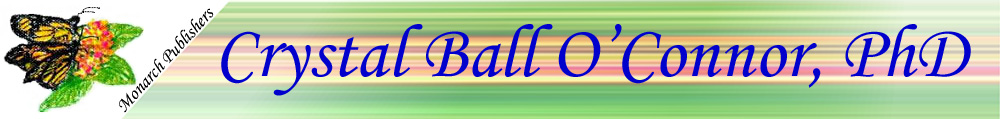 Monarch Publishers
Crystal Ball O'Connor, PhD